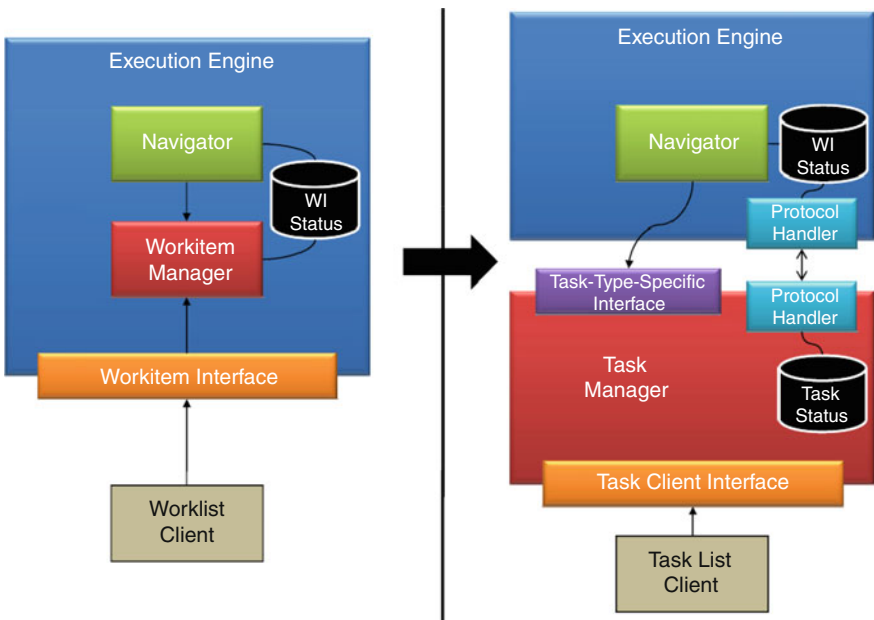 Execution Engine
Navigator
WI
Status
Workitem
Manager
Workitem Interface
Worklist
Client
Execution Engine
Navigator
WI
Status
Protocol
Handler
Task-Type-Specific
Interface
Protocol
Handler
Task
Manager
Task
Status
Task Client Interface
Task List
Client